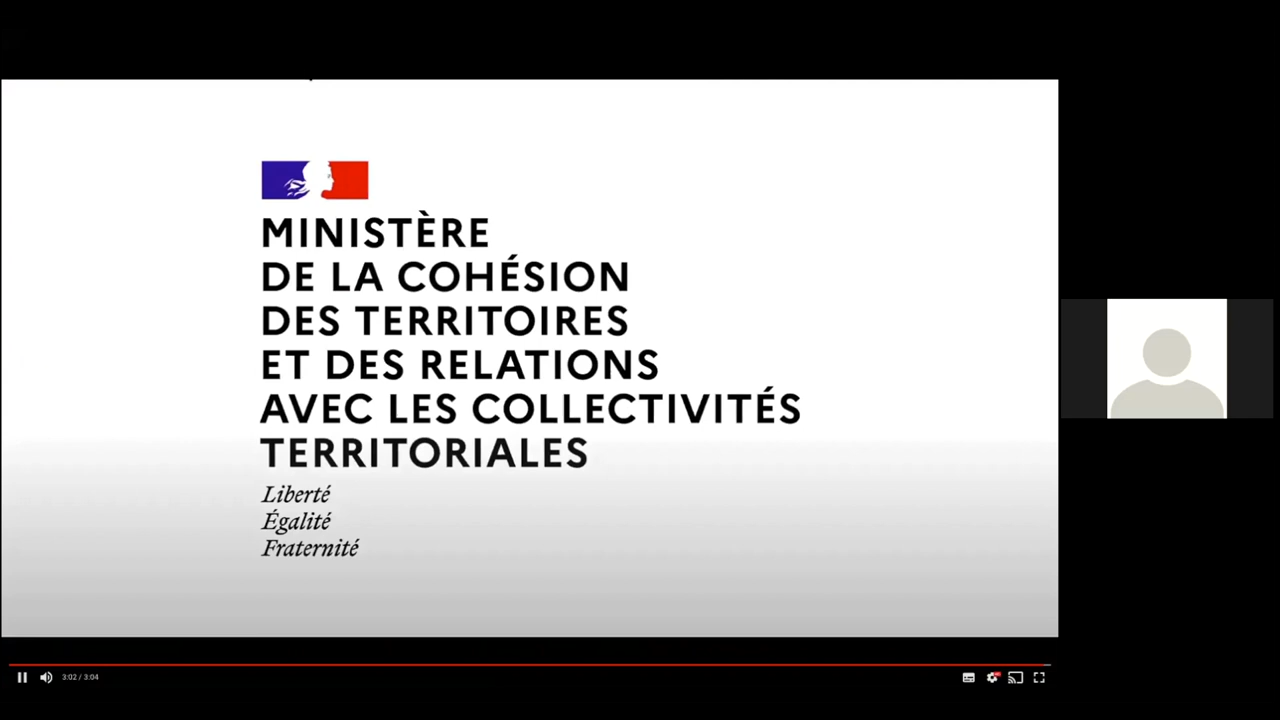 MINISTÈRE
DE LA COHÉSION
DES TERRITOIRES
ET DES RELATIONS
AVEC LES COLLECTIVITÉS
TERRITORIALES
Liberté
Égalité
Fraternité
3:02 / 3:04